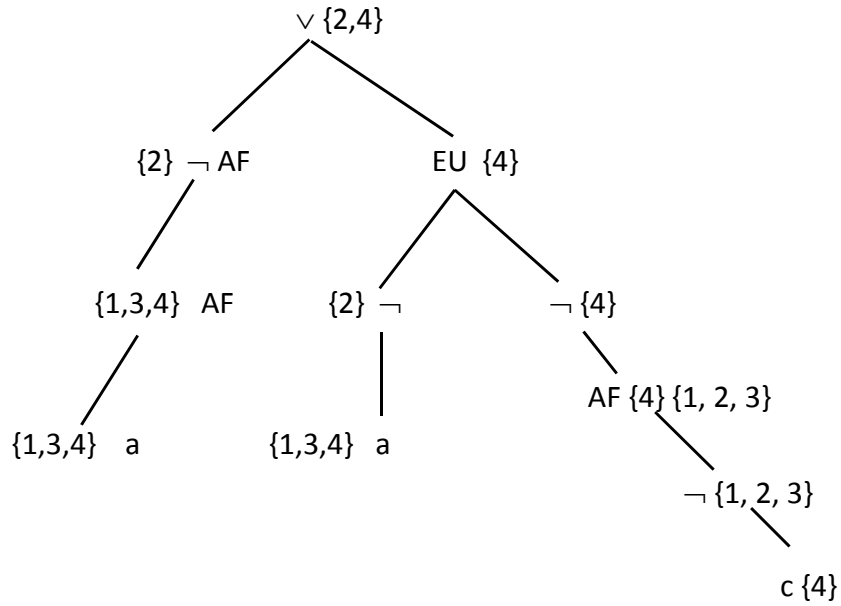 ∨ {2,4}
{2} ¬ AF
EU {4}
{1,3,4} AF
{2} ¬
¬ {4}
AF {4} {1, 2, 3}
{1,3,4} a
{1,3,4} a
¬ {1, 2, 3}
c {4}